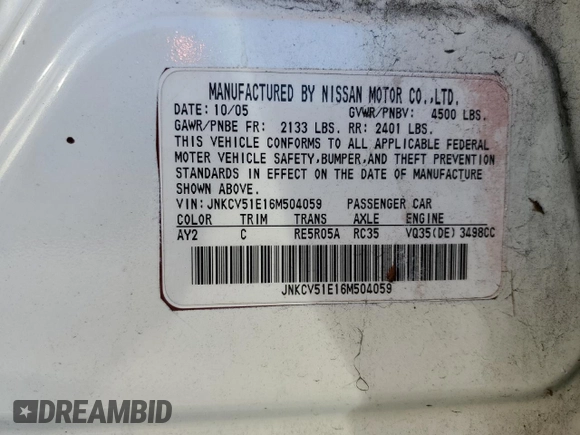 MANUFACTURED BY NISSAN MOTOR CO.,LTD.
DATE: 10/05 GVWR/PNBV: 4500 LBS.
GAWR/PNBE FR: 2133 LBS. RR: 2401 LBS.
THIS VEHICLE CONFORMS TO ALL APPLICABLE FEDERAL
MOTOR VEHICLE SAFETY,BUMPER,AND THEFT PREVENTION
STANDARDS IN EFFECT ON THE DATE OF MANUFACTURE
SHOWN ABOVE.
VIN: JNKCV51E16M504059 PASSENGER CAR
COLOR TRIM TRANS AXLE ENGINE
AY2 C RE5R05A RC35 VQ35(DE) 3498CC
JNKCV51E16M504059
DREAMBID